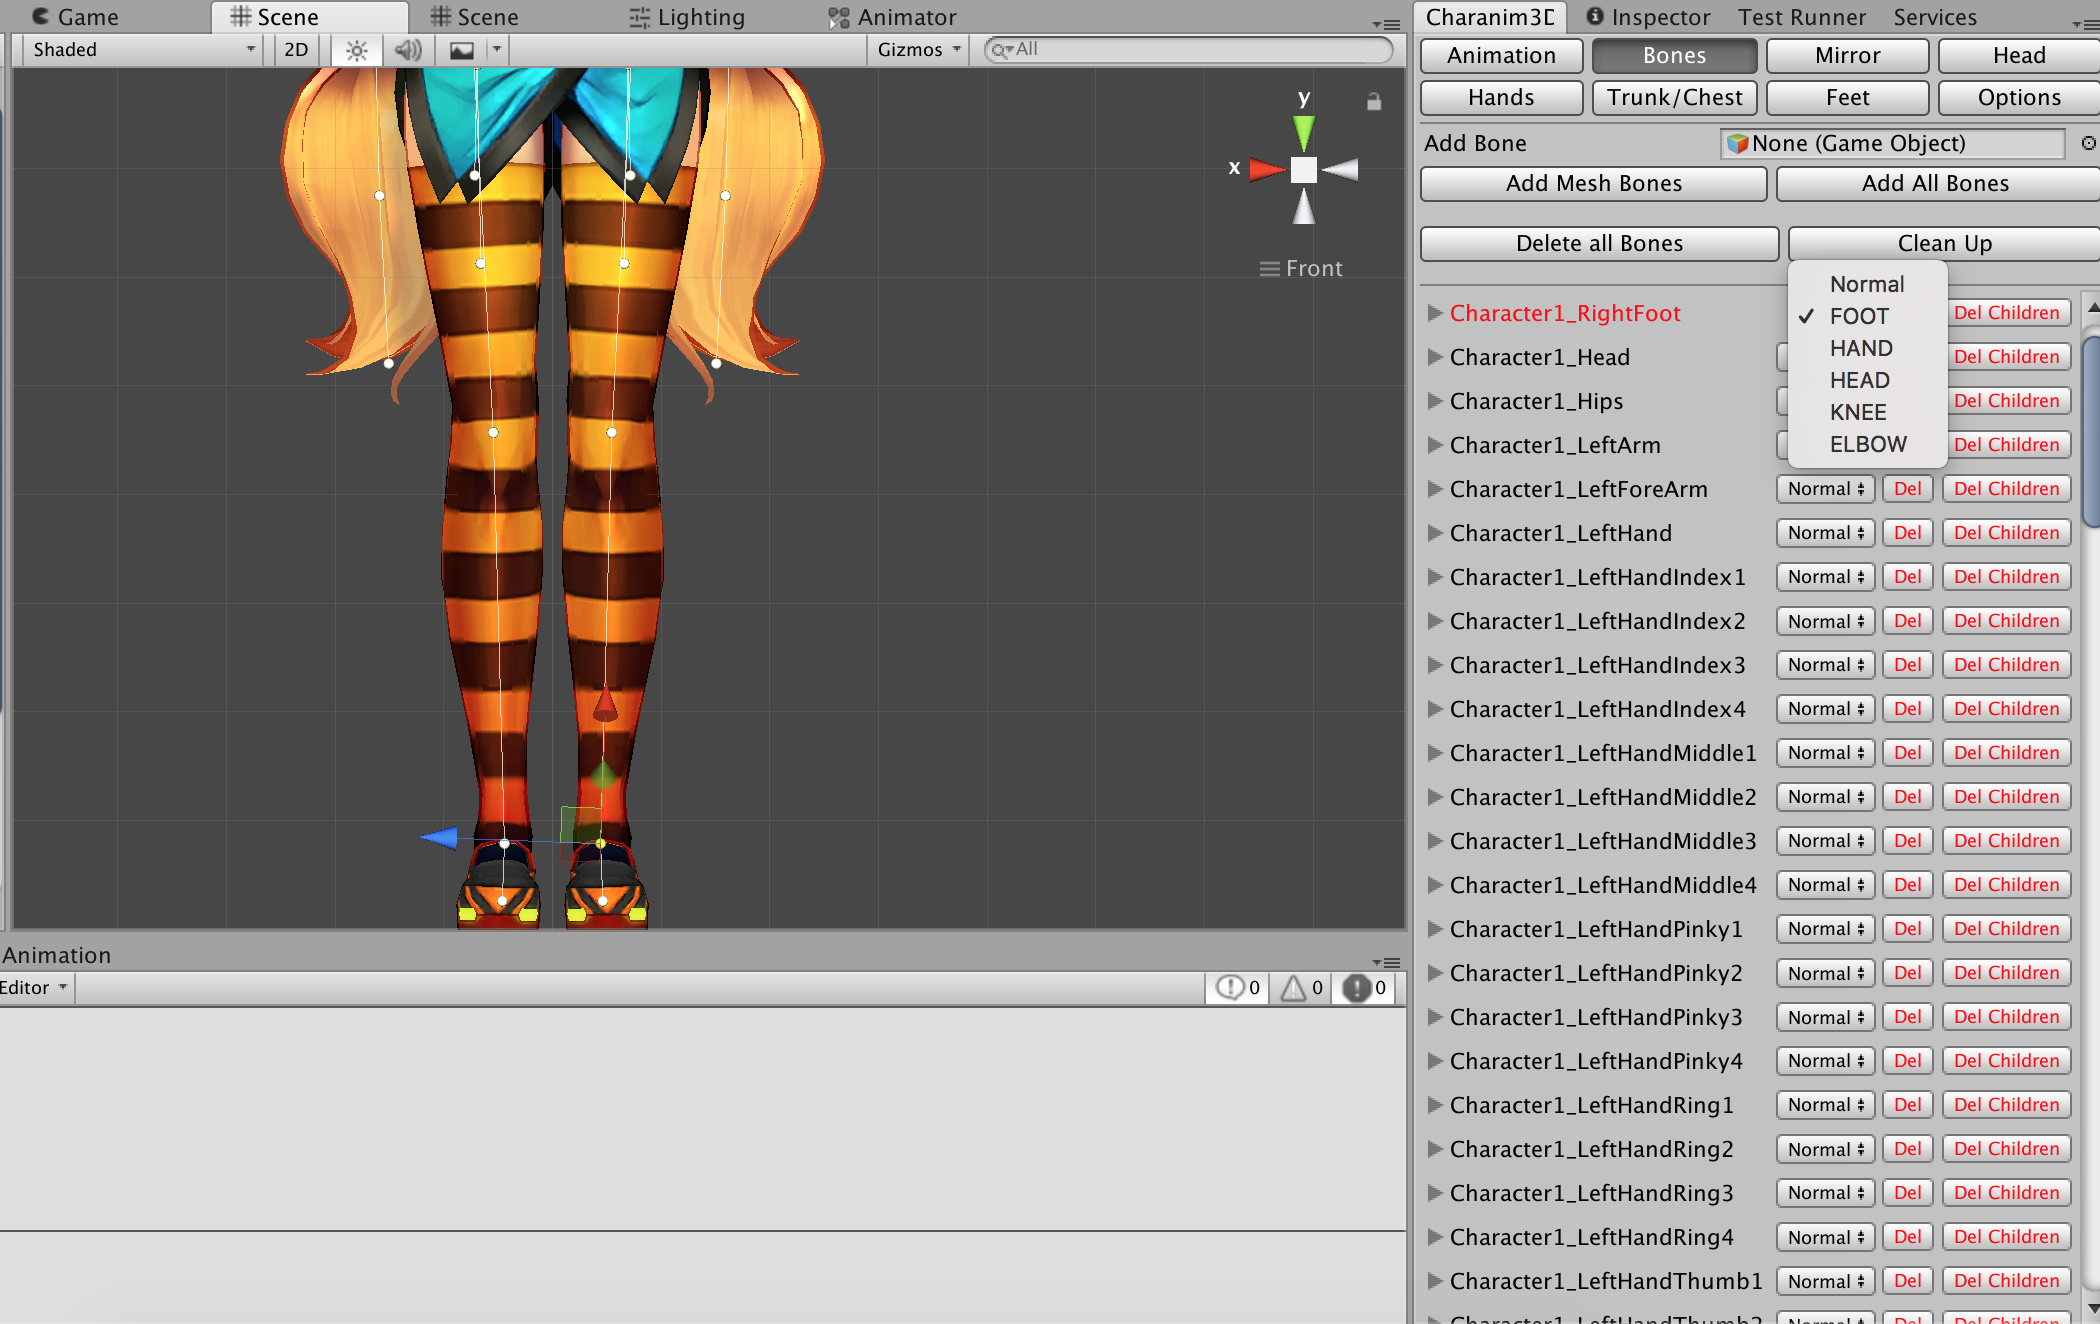 Game Scene Scene Lighting Animator
Shaded 2D Gizmos All
y
x
Front
Animation
Editor 0 0 0
Charanim3D Inspector Test Runner Services
Animation Bones Mirror Head
Hands Trunk/Chest Feet Options
Add Bone None (Game Object)
Add Mesh Bones Add All Bones
Delete all Bones Clean Up
Normal
FOOT
HAND
HEAD
KNEE
ELBOW
Character1_RightFoot Del Children
Character1_Head Del Children
Character1_Hips Del Children
Character1_LeftArm Del Children
Character1_LeftForeArm Normal Del Del Children
Character1_LeftHand Normal Del Del Children
Character1_LeftHandIndex1 Normal Del Del Children
Character1_LeftHandIndex2 Normal Del Del Children
Character1_LeftHandIndex3 Normal Del Del Children
Character1_LeftHandIndex4 Normal Del Del Children
Character1_LeftHandMiddle1 Normal Del Del Children
Character1_LeftHandMiddle2 Normal Del Del Children
Character1_LeftHandMiddle3 Normal Del Del Children
Character1_LeftHandMiddle4 Normal Del Del Children
Character1_LeftHandPinky1 Normal Del Del Children
Character1_LeftHandPinky2 Normal Del Del Children
Character1_LeftHandPinky3 Normal Del Del Children
Character1_LeftHandPinky4 Normal Del Del Children
Character1_LeftHandRing1 Normal Del Del Children
Character1_LeftHandRing2 Normal Del Del Children
Character1_LeftHandRing3 Normal Del Del Children
Character1_LeftHandRing4 Normal Del Del Children
Character1_LeftHandThumb1 Normal Del Del Children